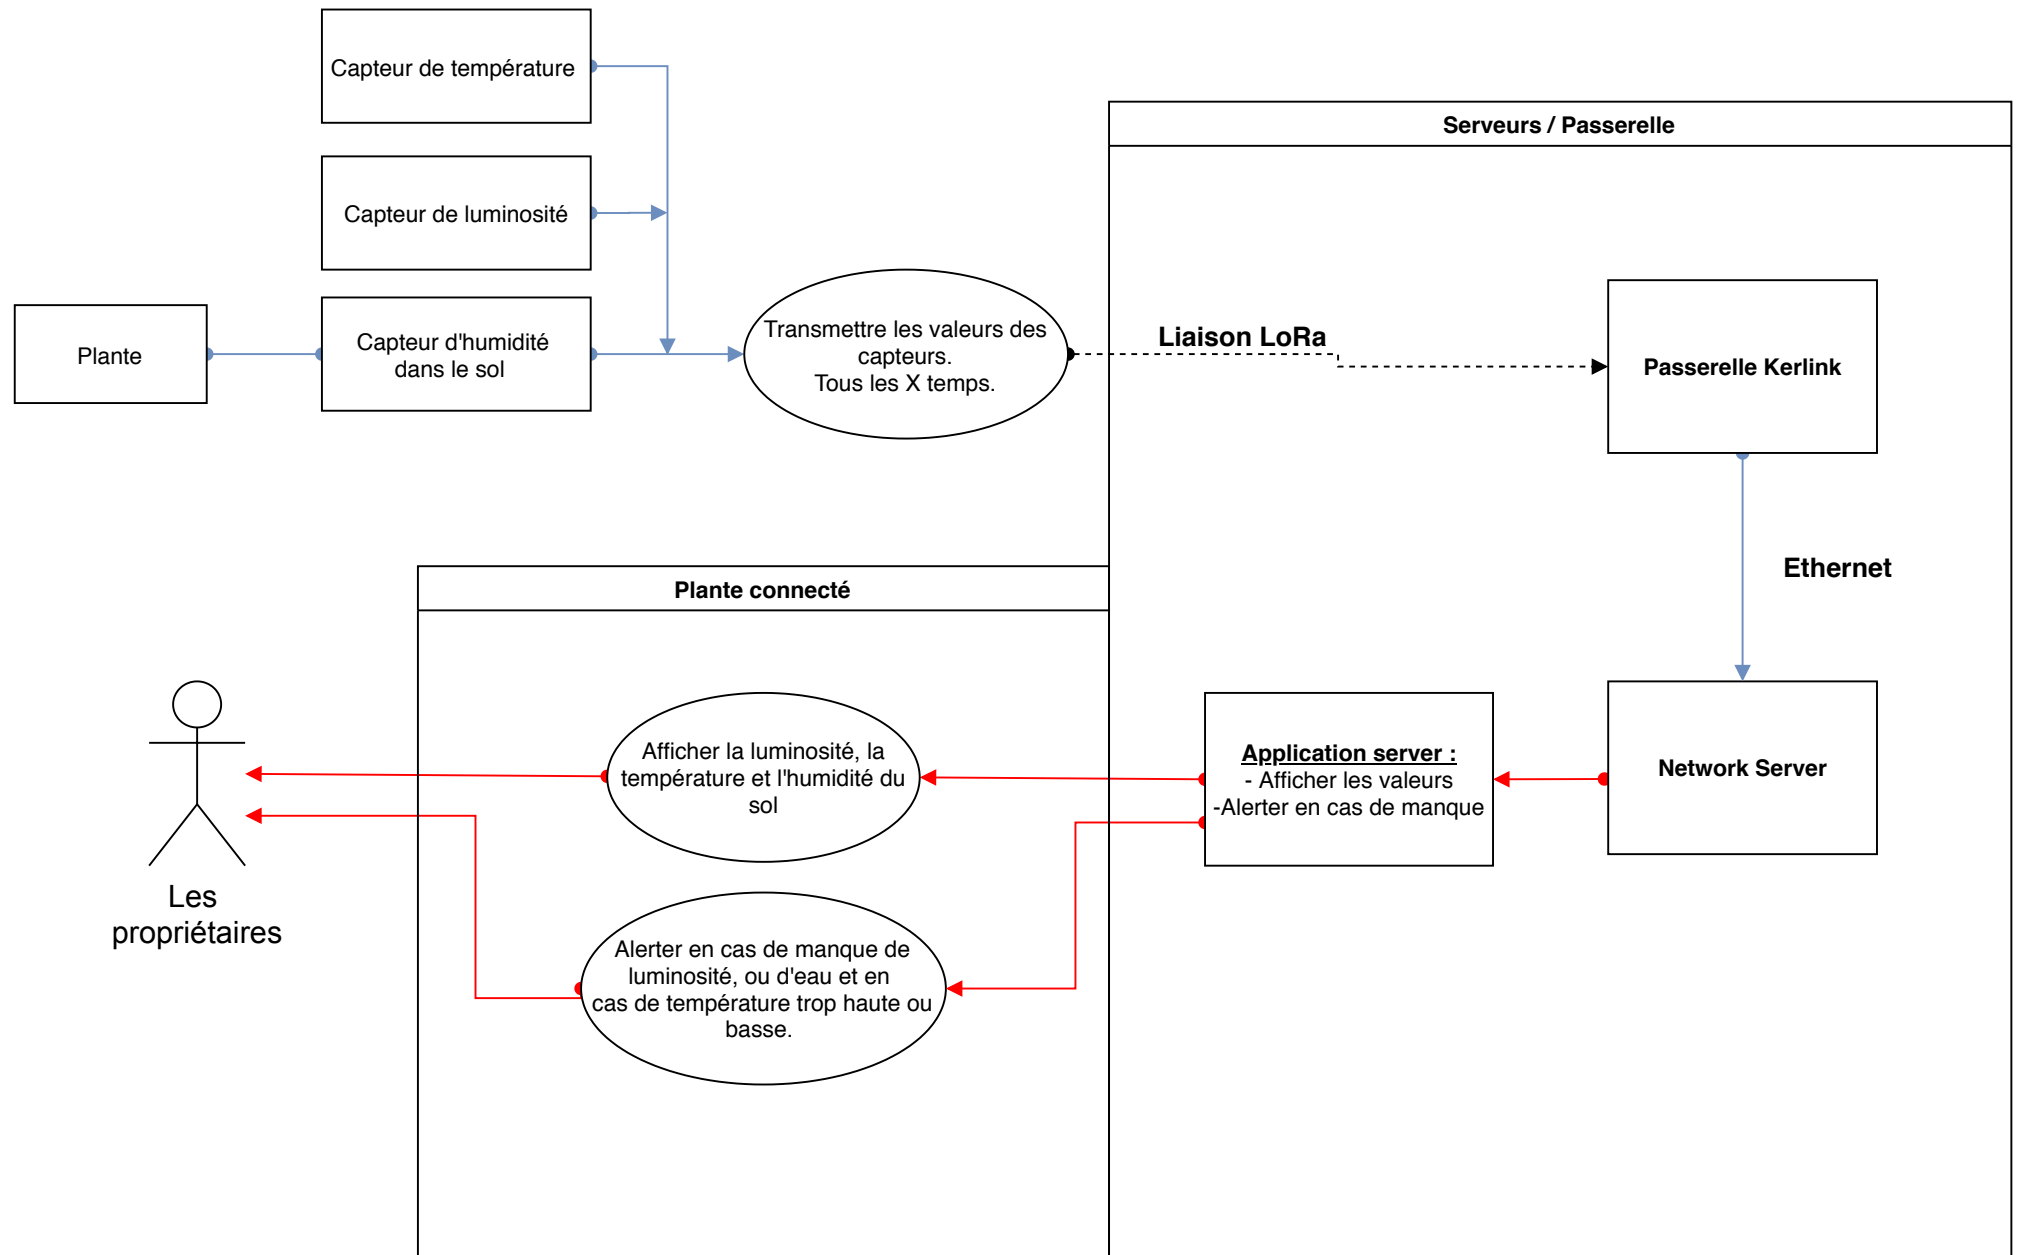 Capteur de température
Serveurs / Passerelle
Capteur de luminosité
Plante
Capteur d'humidité
dans le sol
Transmettre les valeurs des
capteurs.
Tous les X temps.
Liaison LoRa
Passerelle Kerlink
Ethernet
Plante connecté
Afficher la luminosité, la
température et l'humidité du
sol
Application server :
- Afficher les valeurs
-Alerter en cas de manque
Network Server
Les
propriétaires
Alerter en cas de manque de
luminosité, ou d'eau et en
cas de température trop haute ou
basse.